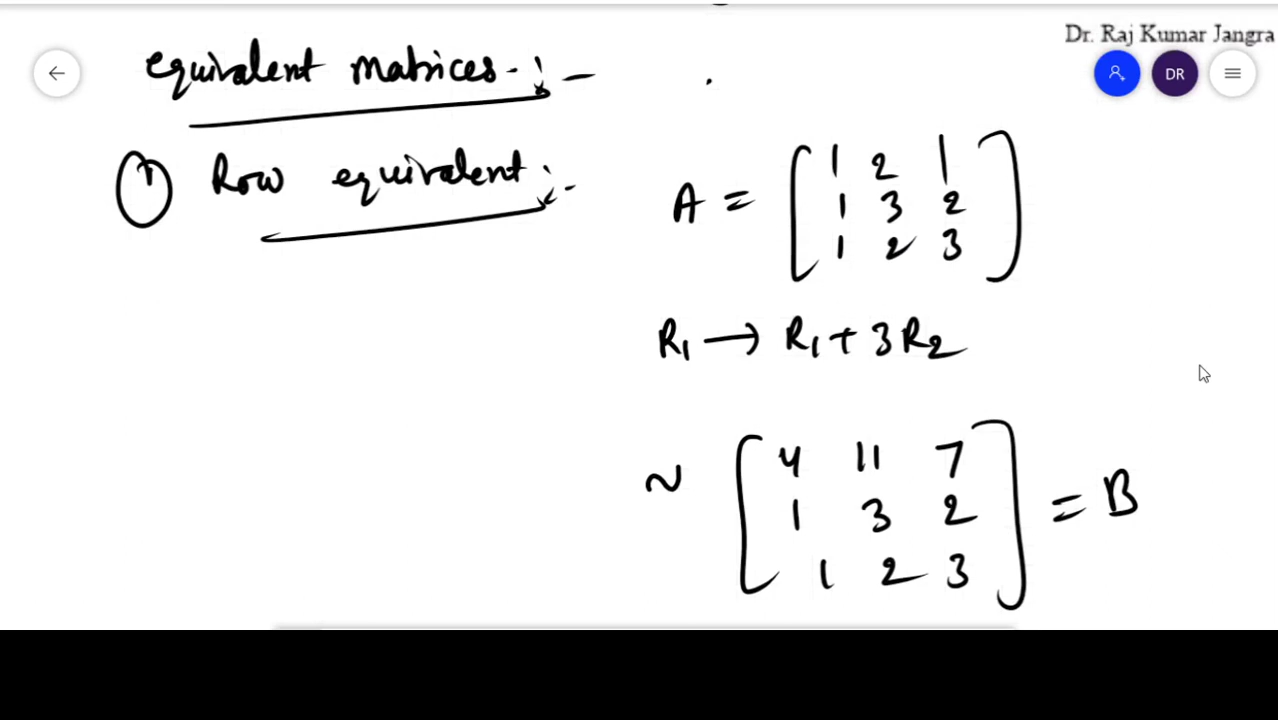 Dr. Raj Kumar Jangra
DR
equivalent matrices :-
① Row equivalent :-
A = [1 2 1
1 3 2
1 2 3]
R₁ → R₁ + 3R₂
~ [4 11 7
1 3 2
1 2 3] = B